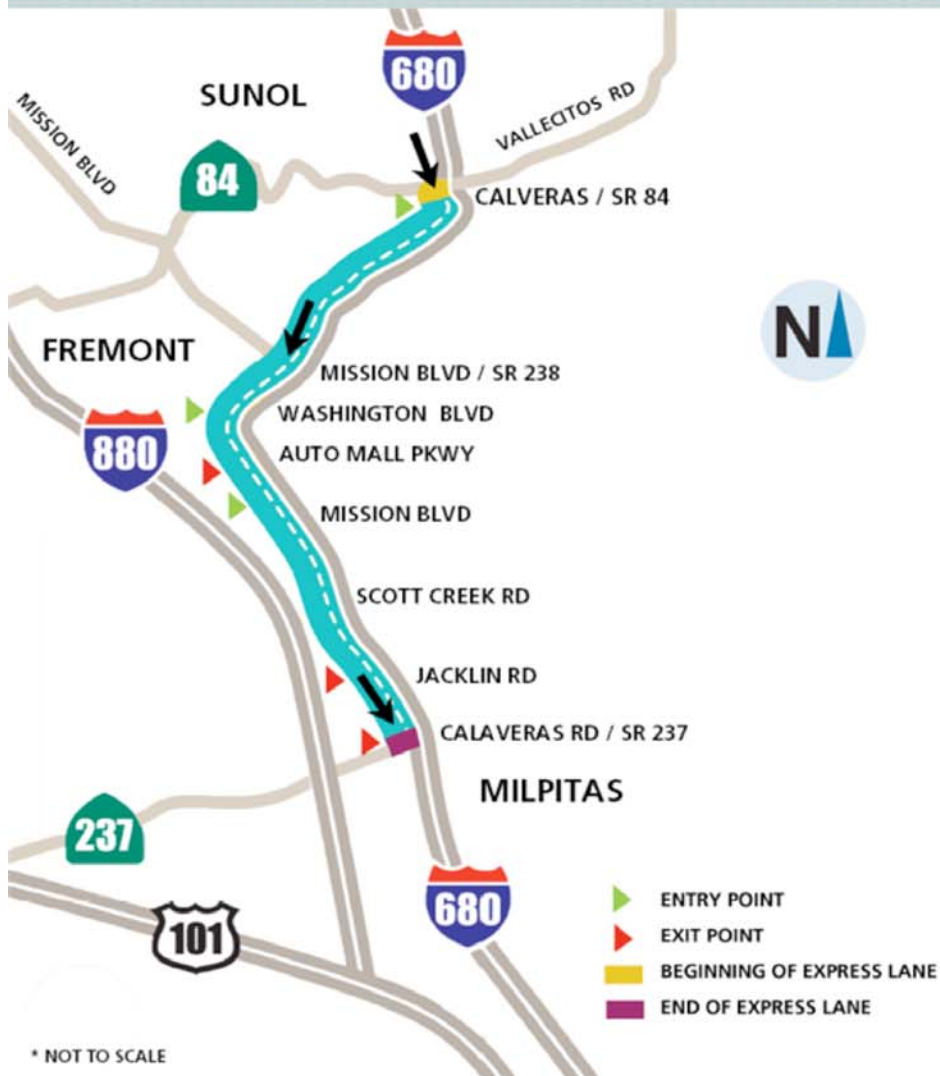 680
SUNOL
MISSION BLVD
VALLECITOS RD
84
CALVERAS / SR 84
FREMONT
N
MISSION BLVD / SR 238
WASHINGTON BLVD
880
AUTO MALL PKWY
MISSION BLVD
SCOTT CREEK RD
JACKLIN RD
CALAVERAS RD / SR 237
MILPITAS
237
680
101
ENTRY POINT
EXIT POINT
BEGINNING OF EXPRESS LANE
END OF EXPRESS LANE
* NOT TO SCALE